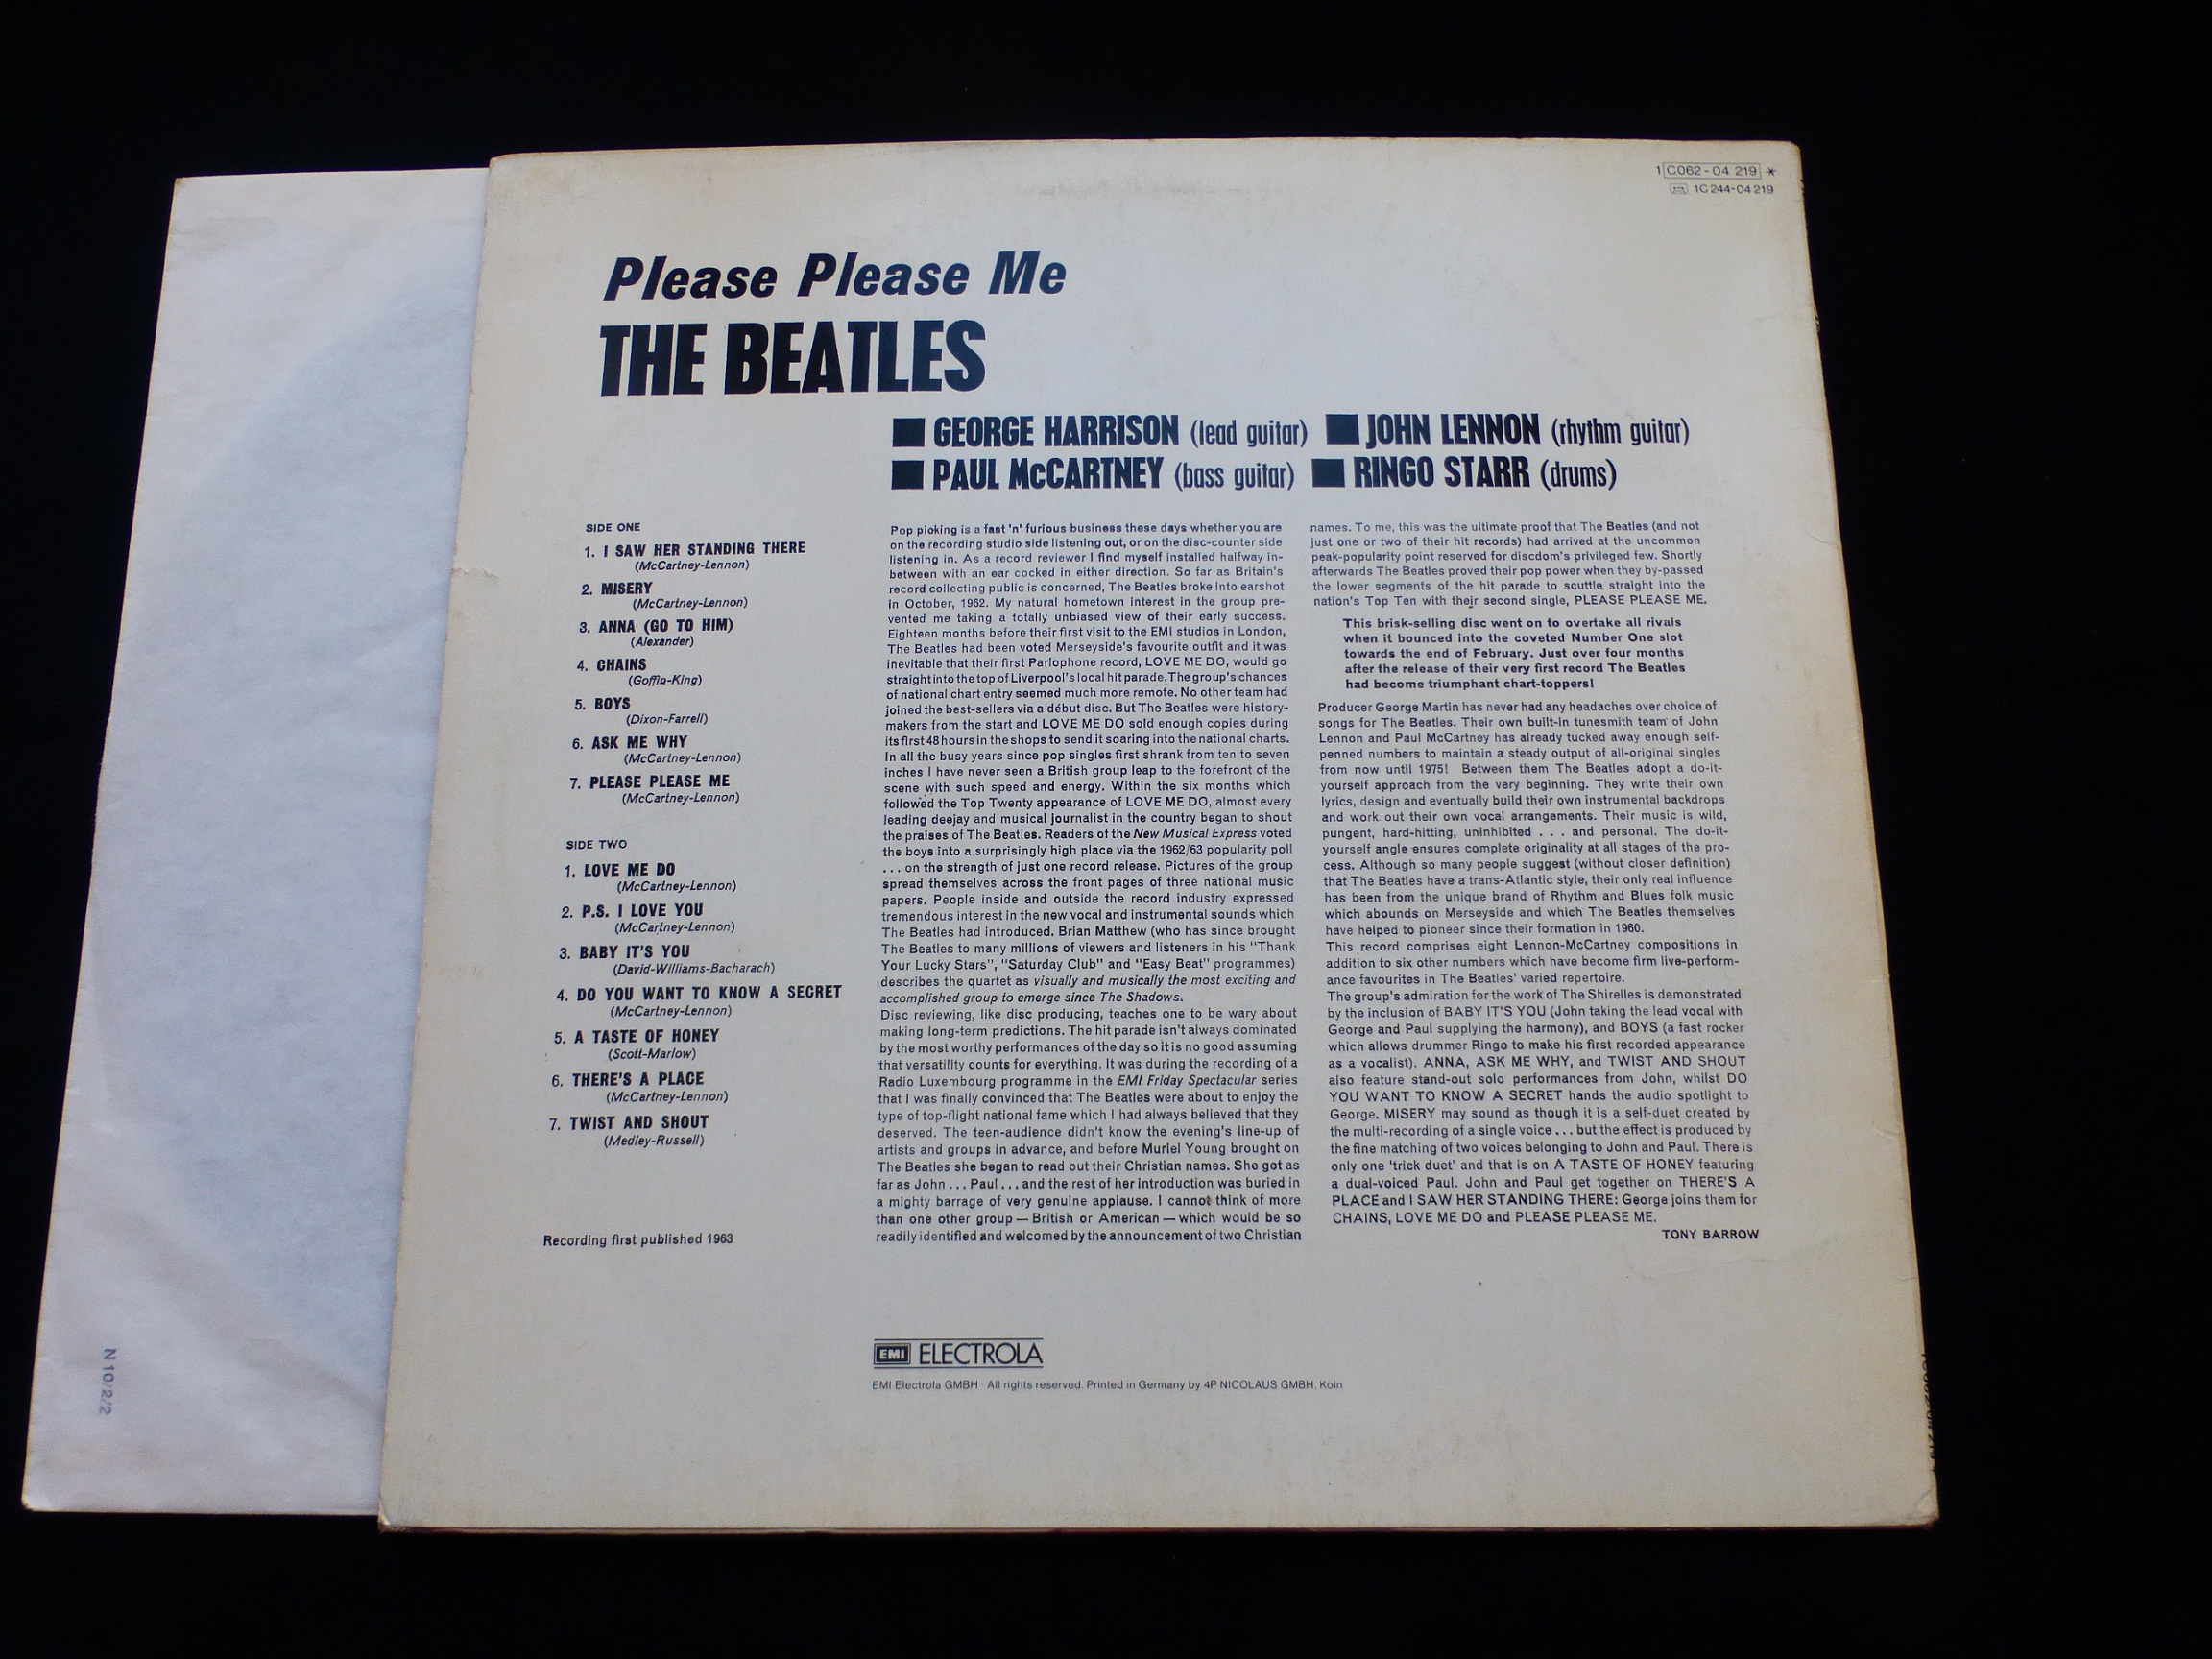 1 C062-04 219 *
1C 244-04 219
Please Please Me
THE BEATLES
GEORGE HARRISON (lead guitar) JOHN LENNON (rhythm guitar)
PAUL McCARTNEY (bass guitar) RINGO STARR (drums)
SIDE ONE
1. I SAW HER STANDING THERE
(McCartney-Lennon)
2. MISERY
(McCartney-Lennon)
3. ANNA (GO TO HIM)
(Alexander)
4. CHAINS
(Goffin-King)
5. BOYS
(Dixon-Farrell)
6. ASK ME WHY
(McCartney-Lennon)
7. PLEASE PLEASE ME
(McCartney-Lennon)
SIDE TWO
1. LOVE ME DO
(McCartney-Lennon)
2. P.S. I LOVE YOU
(McCartney-Lennon)
3. BABY IT'S YOU
(David-Williams-Bacharach)
4. DO YOU WANT TO KNOW A SECRET
(McCartney-Lennon)
5. A TASTE OF HONEY
(Scott-Marlow)
6. THERE'S A PLACE
(McCartney-Lennon)
7. TWIST AND SHOUT
(Medley-Russell)
Recording first published 1963
Pop picking is a fast 'n' furious business these days whether you are
on the recording studio side listening out, or on the disc-counter side
listening in. As a record reviewer I find myself installed halfway in-
between with an ear cocked in either direction. So far as Britain's
record collecting public is concerned, The Beatles broke into earshot
in October, 1962. My natural hometown interest in the group pre-
vented me taking a totally unbiased view of their early success.
Eighteen months before their first visit to the EMI studios in London,
The Beatles had been voted Merseyside's favourite outfit and it was
inevitable that their first Parlophone record, LOVE ME DO, would go
straight into the top of Liverpool's local hit parade. The group's chances
of national chart entry seemed much more remote. No other team had
joined the best-sellers via a début disc. But The Beatles were history-
makers from the start and LOVE ME DO sold enough copies during
its first 48 hours in the shops to send it soaring into the national charts.
In all the busy years since pop singles first shrank from ten to seven
inches I have never seen a British group leap to the forefront of the
scene with such speed and energy. Within the six months which
followed the Top Twenty appearance of LOVE ME DO, almost every
leading deejay and musical journalist in the country began to shout
the praises of The Beatles. Readers of the New Musical Express voted
the boys into a surprisingly high place via the 1962/63 popularity poll
... on the strength of just one record release. Pictures of the group
spread themselves across the front pages of three national music
papers. People inside and outside the record industry expressed
tremendous interest in the new vocal and instrumental sounds which
The Beatles had introduced. Brian Matthew (who has since brought
The Beatles to many millions of viewers and listeners in his "Thank
Your Lucky Stars", "Saturday Club" and "Easy Beat" programmes)
describes the quartet as visually and musically the most exciting and
accomplished group to emerge since The Shadows.
Disc reviewing, like disc producing, teaches one to be wary about
making long-term predictions. The hit parade isn't always dominated
by the most worthy performances of the day so it is no good assuming
that versatility counts for everything. It was during the recording of a
Radio Luxembourg programme in the EMI Friday Spectacular series
that I was finally convinced that The Beatles were about to enjoy the
type of top-flight national fame which I had always believed that they
deserved. The teen-audience didn't know the evening's line-up of
artists and groups in advance, and before Muriel Young brought on
The Beatles she began to read out their Christian names. She got as
far as John ... Paul ... and the rest of her introduction was buried in
a mighty barrage of very genuine applause. I cannot think of more
than one other group — British or American — which would be so
readily identified and welcomed by the announcement of two Christian
names. To me, this was the ultimate proof that The Beatles (and not
just one or two of their hit records) had arrived at the uncommon
peak-popularity point reserved for discdom's privileged few. Shortly
afterwards The Beatles proved their pop power when they by-passed
the lower segments of the hit parade to scuttle straight into the
nation's Top Ten with their second single, PLEASE PLEASE ME.
This brisk-selling disc went on to overtake all rivals
when it bounced into the coveted Number One slot
towards the end of February. Just over four months
after the release of their very first record The Beatles
had become triumphant chart-toppers!
Producer George Martin has never had any headaches over choice of
songs for The Beatles. Their own built-in tunesmith team of John
Lennon and Paul McCartney has already tucked away enough self-
penned numbers to maintain a steady output of all-original singles
from now until 1975! Between them The Beatles adopt a do-it-
yourself approach from the very beginning. They write their own
lyrics, design and eventually build their own instrumental backdrops
and work out their own vocal arrangements. Their music is wild,
pungent, hard-hitting, uninhibited . . . and personal. The do-it-
yourself angle ensures complete originality at all stages of the pro-
cess. Although so many people suggest (without closer definition)
that The Beatles have a trans-Atlantic style, their only real influence
has been from the unique brand of Rhythm and Blues folk music
which abounds on Merseyside and which The Beatles themselves
have helped to pioneer since their formation in 1960.
This record comprises eight Lennon-McCartney compositions in
addition to six other numbers which have become firm live-perform-
ance favourites in The Beatles' varied repertoire.
The group's admiration for the work of The Shirelles is demonstrated
by the inclusion of BABY IT'S YOU (John taking the lead vocal with
George and Paul supplying the harmony), and BOYS (a fast rocker
which allows drummer Ringo to make his first recorded appearance
as a vocalist). ANNA, ASK ME WHY, and TWIST AND SHOUT
also feature stand-out solo performances from John, whilst DO
YOU WANT TO KNOW A SECRET hands the audio spotlight to
George. MISERY may sound as though it is a self-duet created by
the multi-recording of a single voice ... but the effect is produced by
the fine matching of two voices belonging to John and Paul. There is
only one 'trick duet' and that is on A TASTE OF HONEY featuring
a dual-voiced Paul. John and Paul get together on THERE'S A
PLACE and I SAW HER STANDING THERE: George joins them for
CHAINS, LOVE ME DO and PLEASE PLEASE ME.
TONY BARROW
EMI ELECTROLA
EMI Electrola GMBH · All rights reserved. Printed in Germany by 4P NICOLAUS GMBH, Köln
N 10/2/2